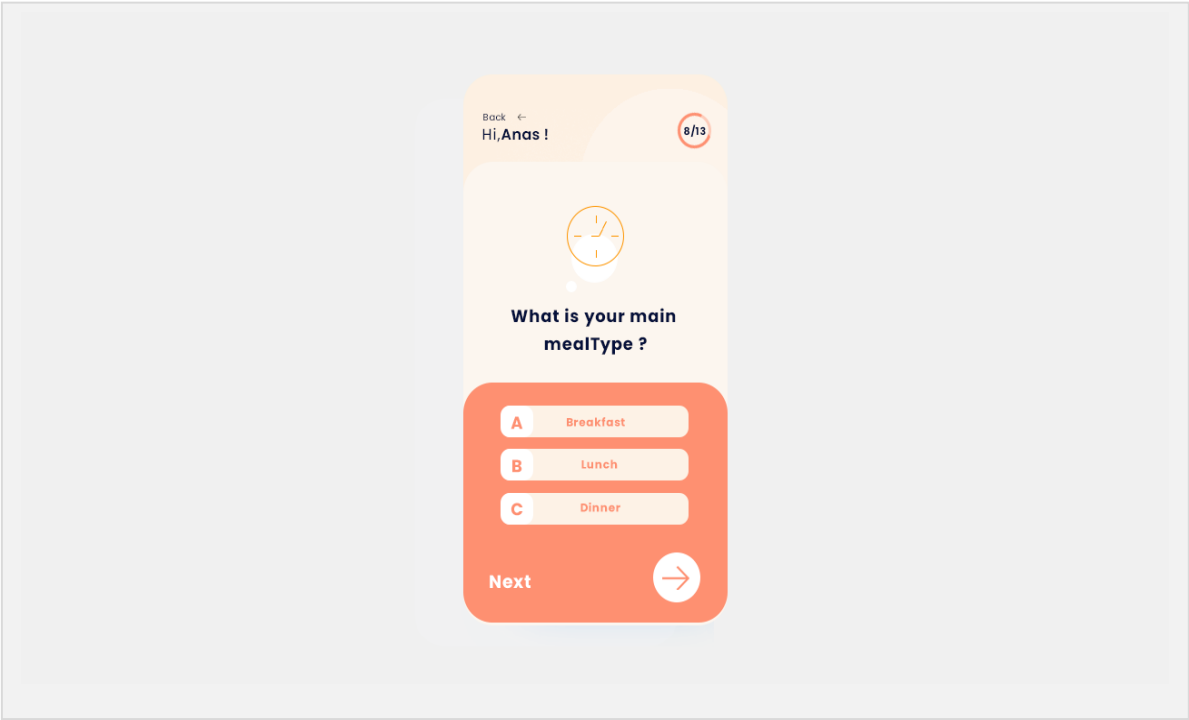 Back ←
Hi,Anas !
8/13
What is your main
mealType ?
A Breakfast
B Lunch
C Dinner
Next